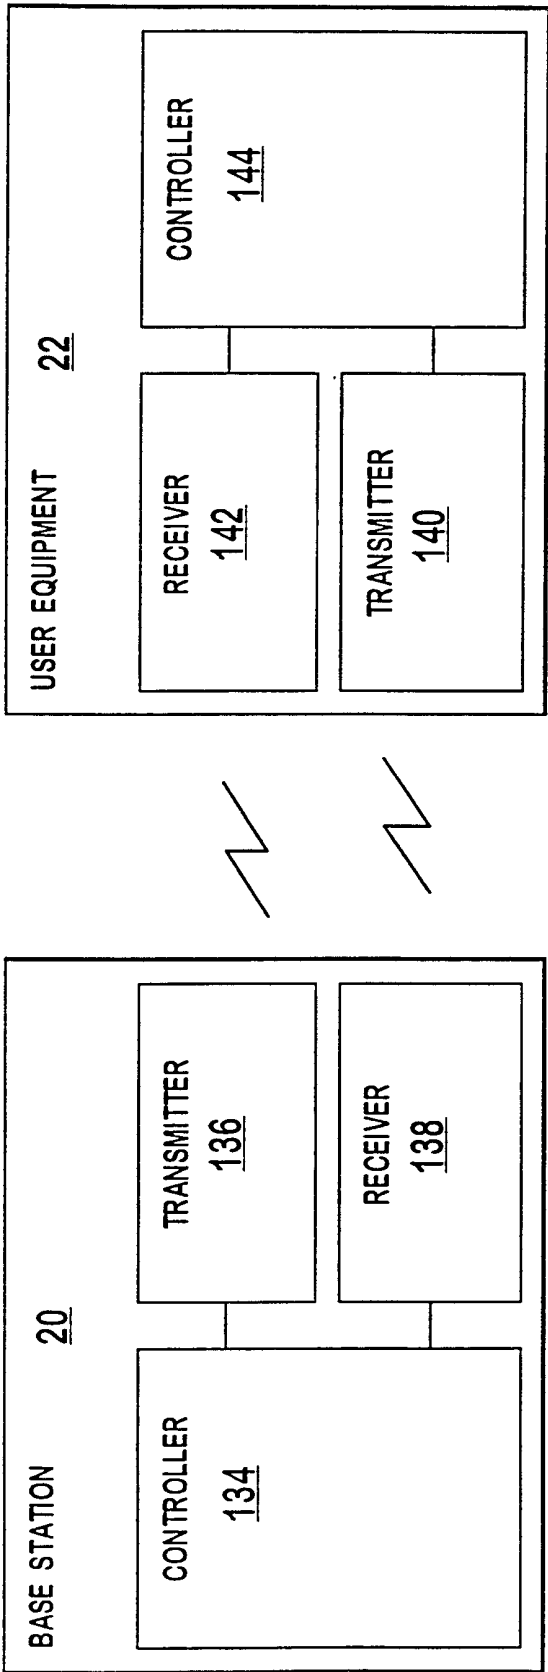 BASE STATION
20
CONTROLLER
134
TRANSMITTER
136
RECEIVER
138
USER EQUIPMENT
22
RECEIVER
142
TRANSMITTER
140
CONTROLLER
144